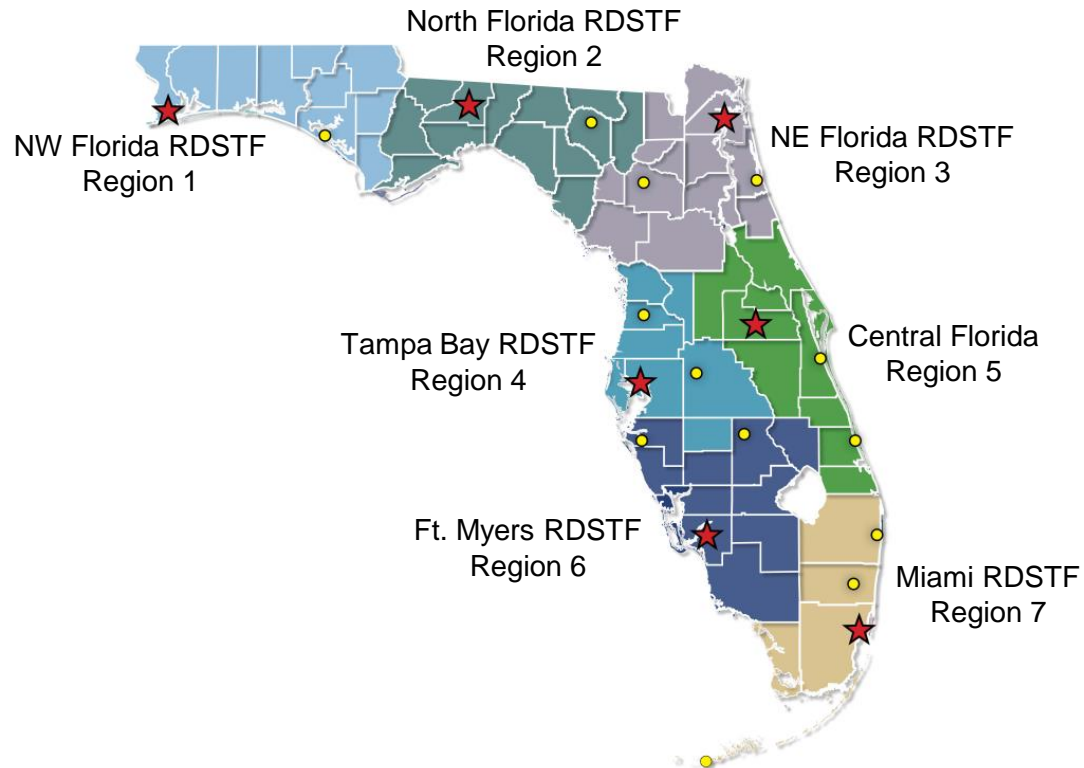 North Florida RDSTF
Region 2
NW Florida RDSTF
Region 1
NE Florida RDSTF
Region 3
Tampa Bay RDSTF
Region 4
Central Florida
Region 5
Ft. Myers RDSTF
Region 6
Miami RDSTF
Region 7